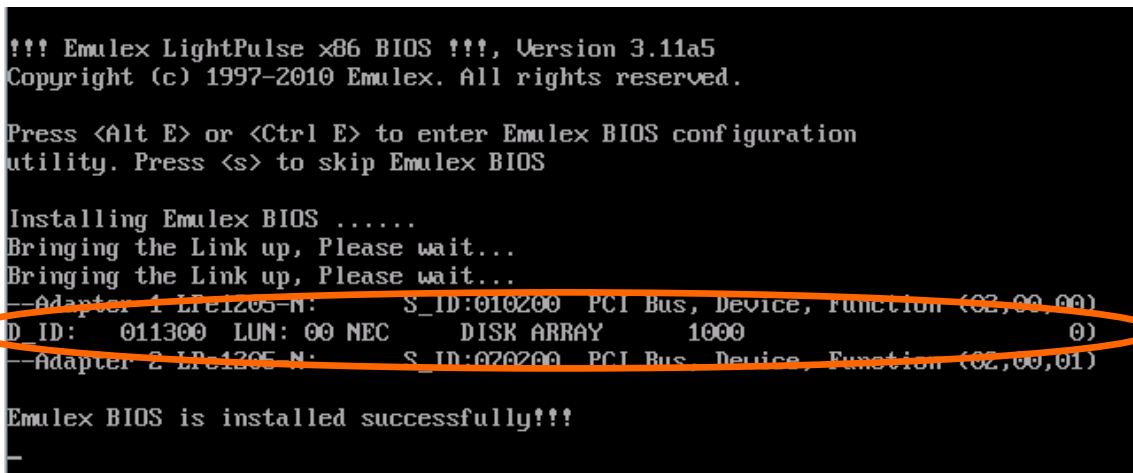 !!! Emulex LightPulse x86 BIOS !!!, Version 3.11a5
Copyright (c) 1997-2010 Emulex. All rights reserved.
Press <Alt E> or <Ctrl E> to enter Emulex BIOS configuration
utility. Press <s> to skip Emulex BIOS
Installing Emulex BIOS ......
Bringing the Link up, Please wait...
Bringing the Link up, Please wait...
--Adapter 1 LPe1205-N: S_ID:010200 PCI Bus, Device, Function (02,00,00)
D_ID: 011300 LUN: 00 NEC DISK ARRAY 1000 0)
--Adapter 2 LPe1205-N: S_ID:070200 PCI Bus, Device, Function (02,00,01)
Emulex BIOS is installed successfully!!!
_